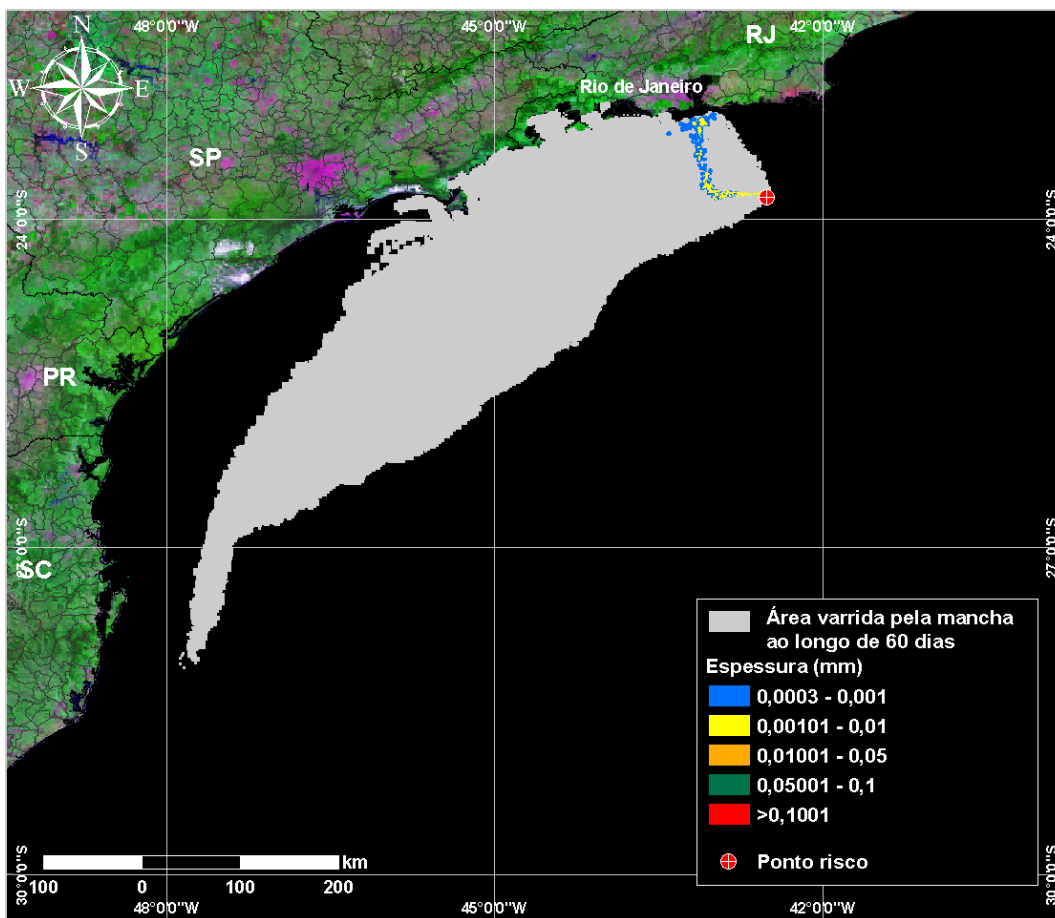 48°0'0"W
45°0'0"W
42°0'0"W
RJ
N
W
E
S
Rio de Janeiro
SP
24°0'0"S
24°0'0"S
PR
27°0'0"S
27°0'0"S
SC
Área varrida pela mancha
ao longo de 60 dias
Espessura (mm)
0,0003 - 0,001
0,00101 - 0,01
0,01001 - 0,05
0,05001 - 0,1
>0,1001
Ponto risco
km
100
0
100
200
30°0'0"S
30°0'0"S
48°0'0"W
45°0'0"W
42°0'0"W